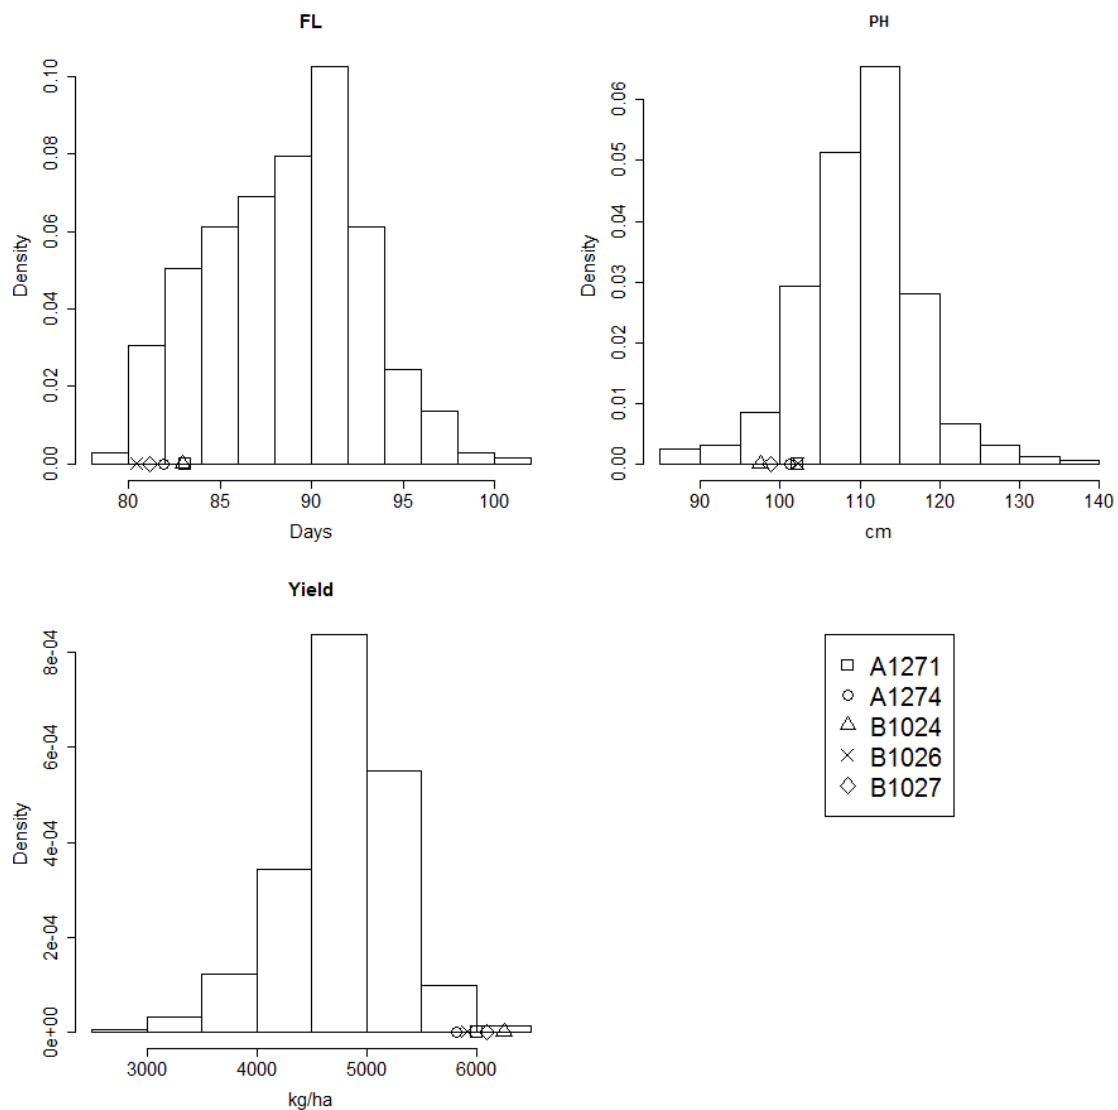 FL
Density
0.00 0.02 0.04 0.06 0.08 0.10
80 85 90 95 100
Days
PH
Density
0.00 0.01 0.02 0.03 0.04 0.05 0.06
90 100 110 120 130 140
cm
Yield
Density
0e+00 2e-04 4e-04 6e-04 8e-04
3000 4000 5000 6000
kg/ha
A1271
A1274
B1024
B1026
B1027